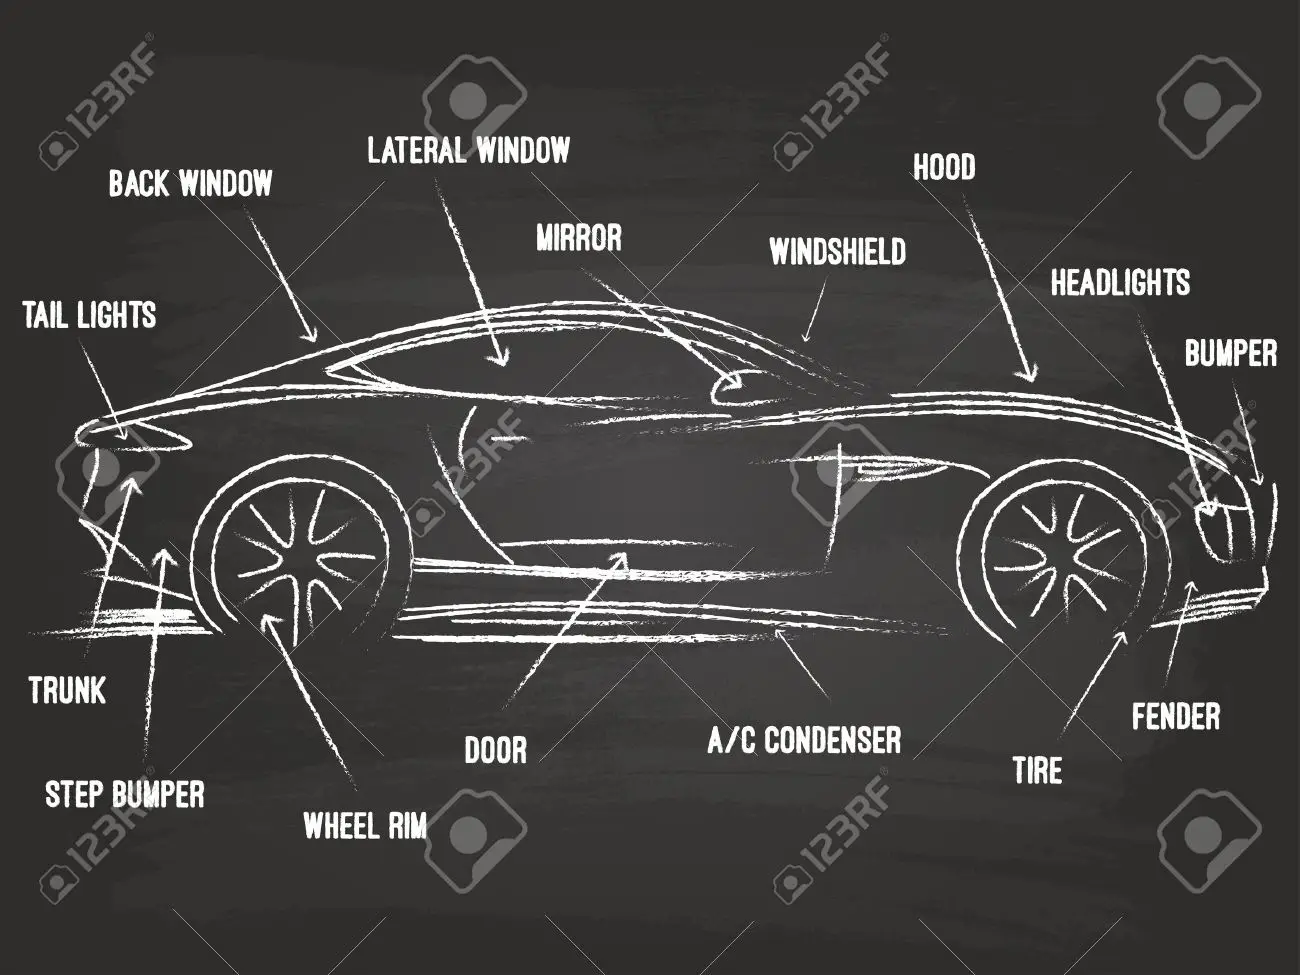 123RF
123RF
LATERAL WINDOW
HOOD
BACK WINDOW
MIRROR
WINDSHIELD
HEADLIGHTS
TAIL LIGHTS
BUMPER
123RF
123RF
TRUNK
FENDER
DOOR
A/C CONDENSER
TIRE
STEP BUMPER
WHEEL RIM
123RF
123RF